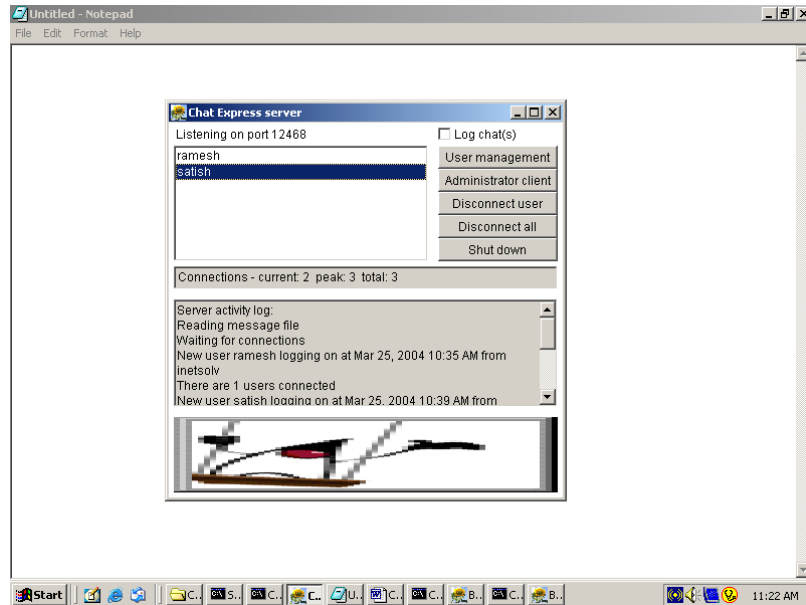 Untitled - Notepad
File Edit Format Help
Chat Express server
Listening on port 12468
Log chat(s)
ramesh
satish
User management
Administrator client
Disconnect user
Disconnect all
Shut down
Connections - current: 2 peak: 3 total: 3
Server activity log:
Reading message file
Waiting for connections
New user ramesh logging on at Mar 25, 2004 10:35 AM from
inetsolv
There are 1 users connected
New user satish logging on at Mar 25, 2004 10:39 AM from
Start C.. S.. C.. C.. U.. C.. C.. B.. C.. B.. 11:22 AM